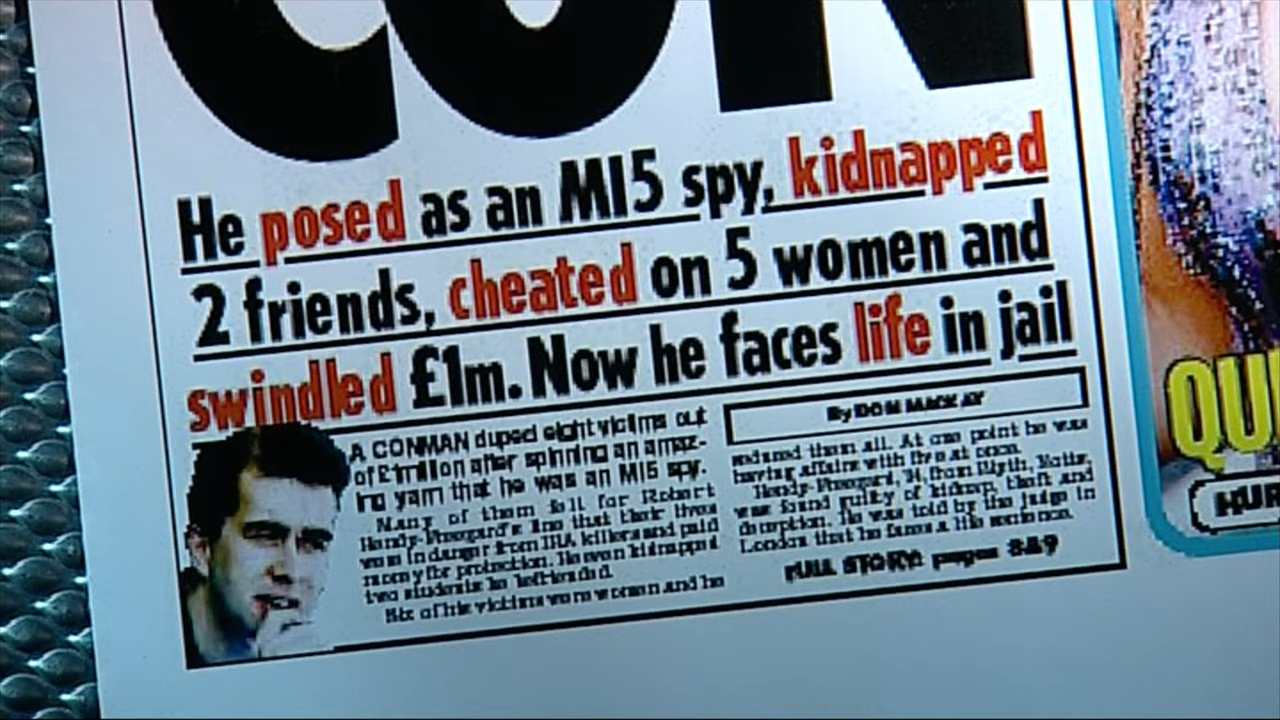 CON
He posed as an MI5 spy, kidnapped
2 friends, cheated on 5 women and
swindled £1m. Now he faces life in jail
A CONMAN duped eight victims out
of £1million after spinning an amaz-
ing yarn that he was an MI5 spy.
Many of them fell for Robert
Hendy-Freegard's line that their lives
were in danger from IRA killers and paid
money for protection. He even kidnapped
two students he befriended.
Six of his victims were women and he
By DON MACKAY
seduced them all. At one point he was
having affairs with five at once.
Hendy-Freegard, 34, from Blyth, Notts,
was found guilty of kidnap, theft and
deception. He was told by the judge in
London that he faces a life sentence.
FULL STORY: pages 8&9
QU
HUR